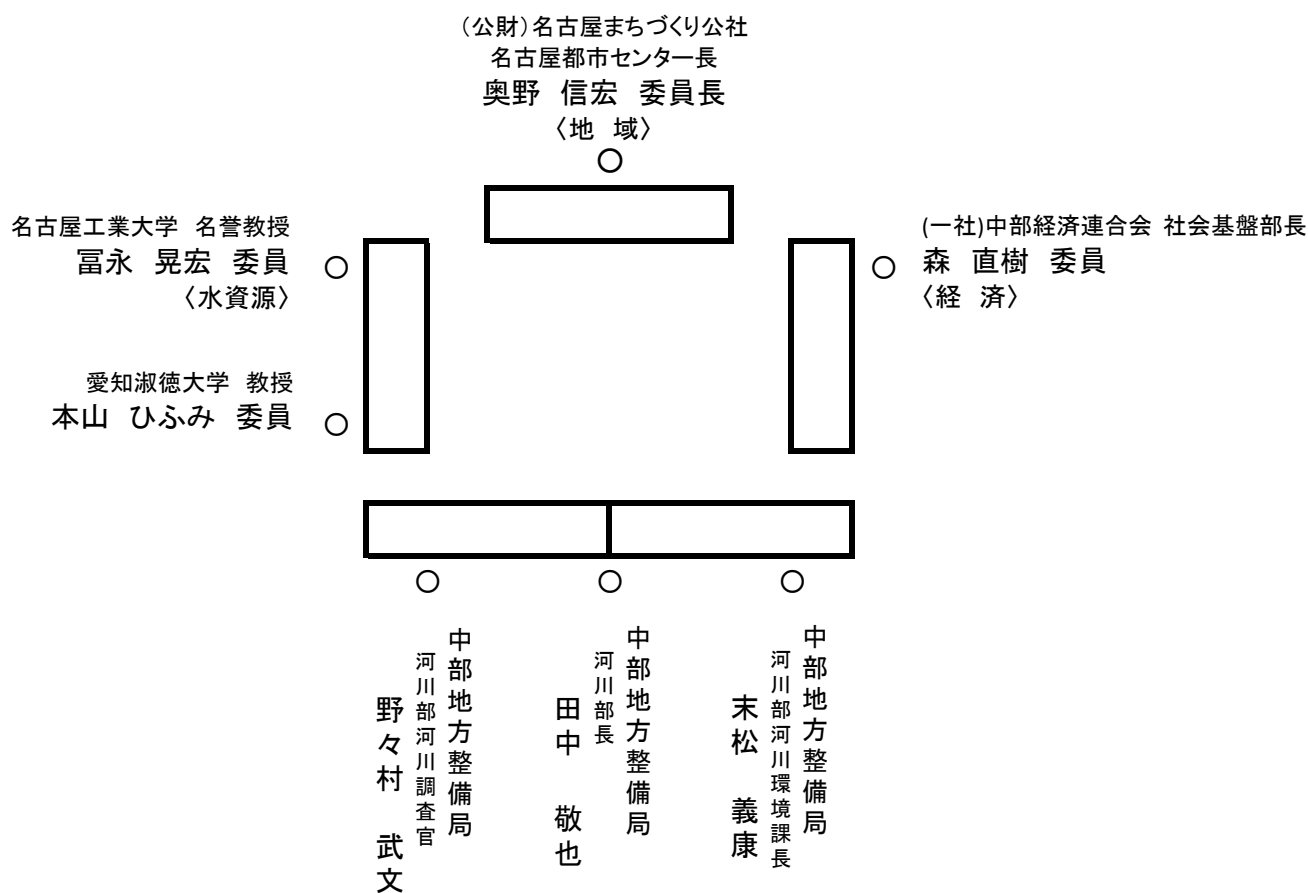 (公財)名古屋まちづくり公社
名古屋都市センター長
奥野 信宏 委員長
〈地 域〉
名古屋工業大学 名誉教授
冨永 晃宏 委員
〈水資源〉
(一社)中部経済連合会 社会基盤部長
森 直樹 委員
〈経 済〉
愛知淑徳大学 教授
本山 ひふみ 委員
中部地方整備局
河川部河川調査官
野々村 武文
中部地方整備局
河川部長
田中 敬也
中部地方整備局
河川部河川環境課長
末松 義康